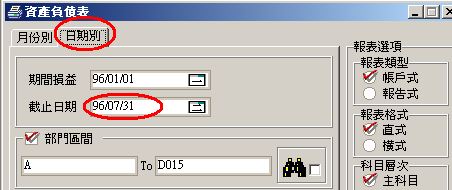 資產負債表
月份別 日期別
期間損益 96/01/01
截止日期 96/07/31
部門區間
A To D015
報表選項
報表類型
帳戶式
報告式
報表格式
直式
橫式
科目層次
主科目